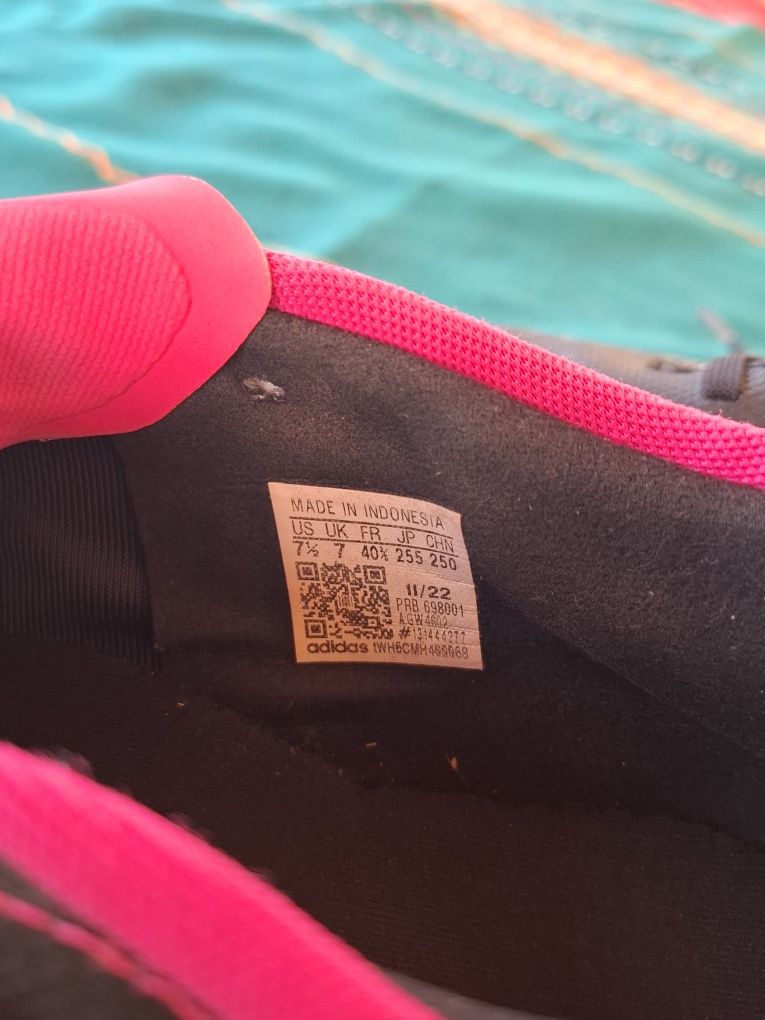 MADE IN INDONESIA
US UK FR JP CHN
7½ 7 40⅔ 255 250
11/22
PRB 698001
#131444277
adidas